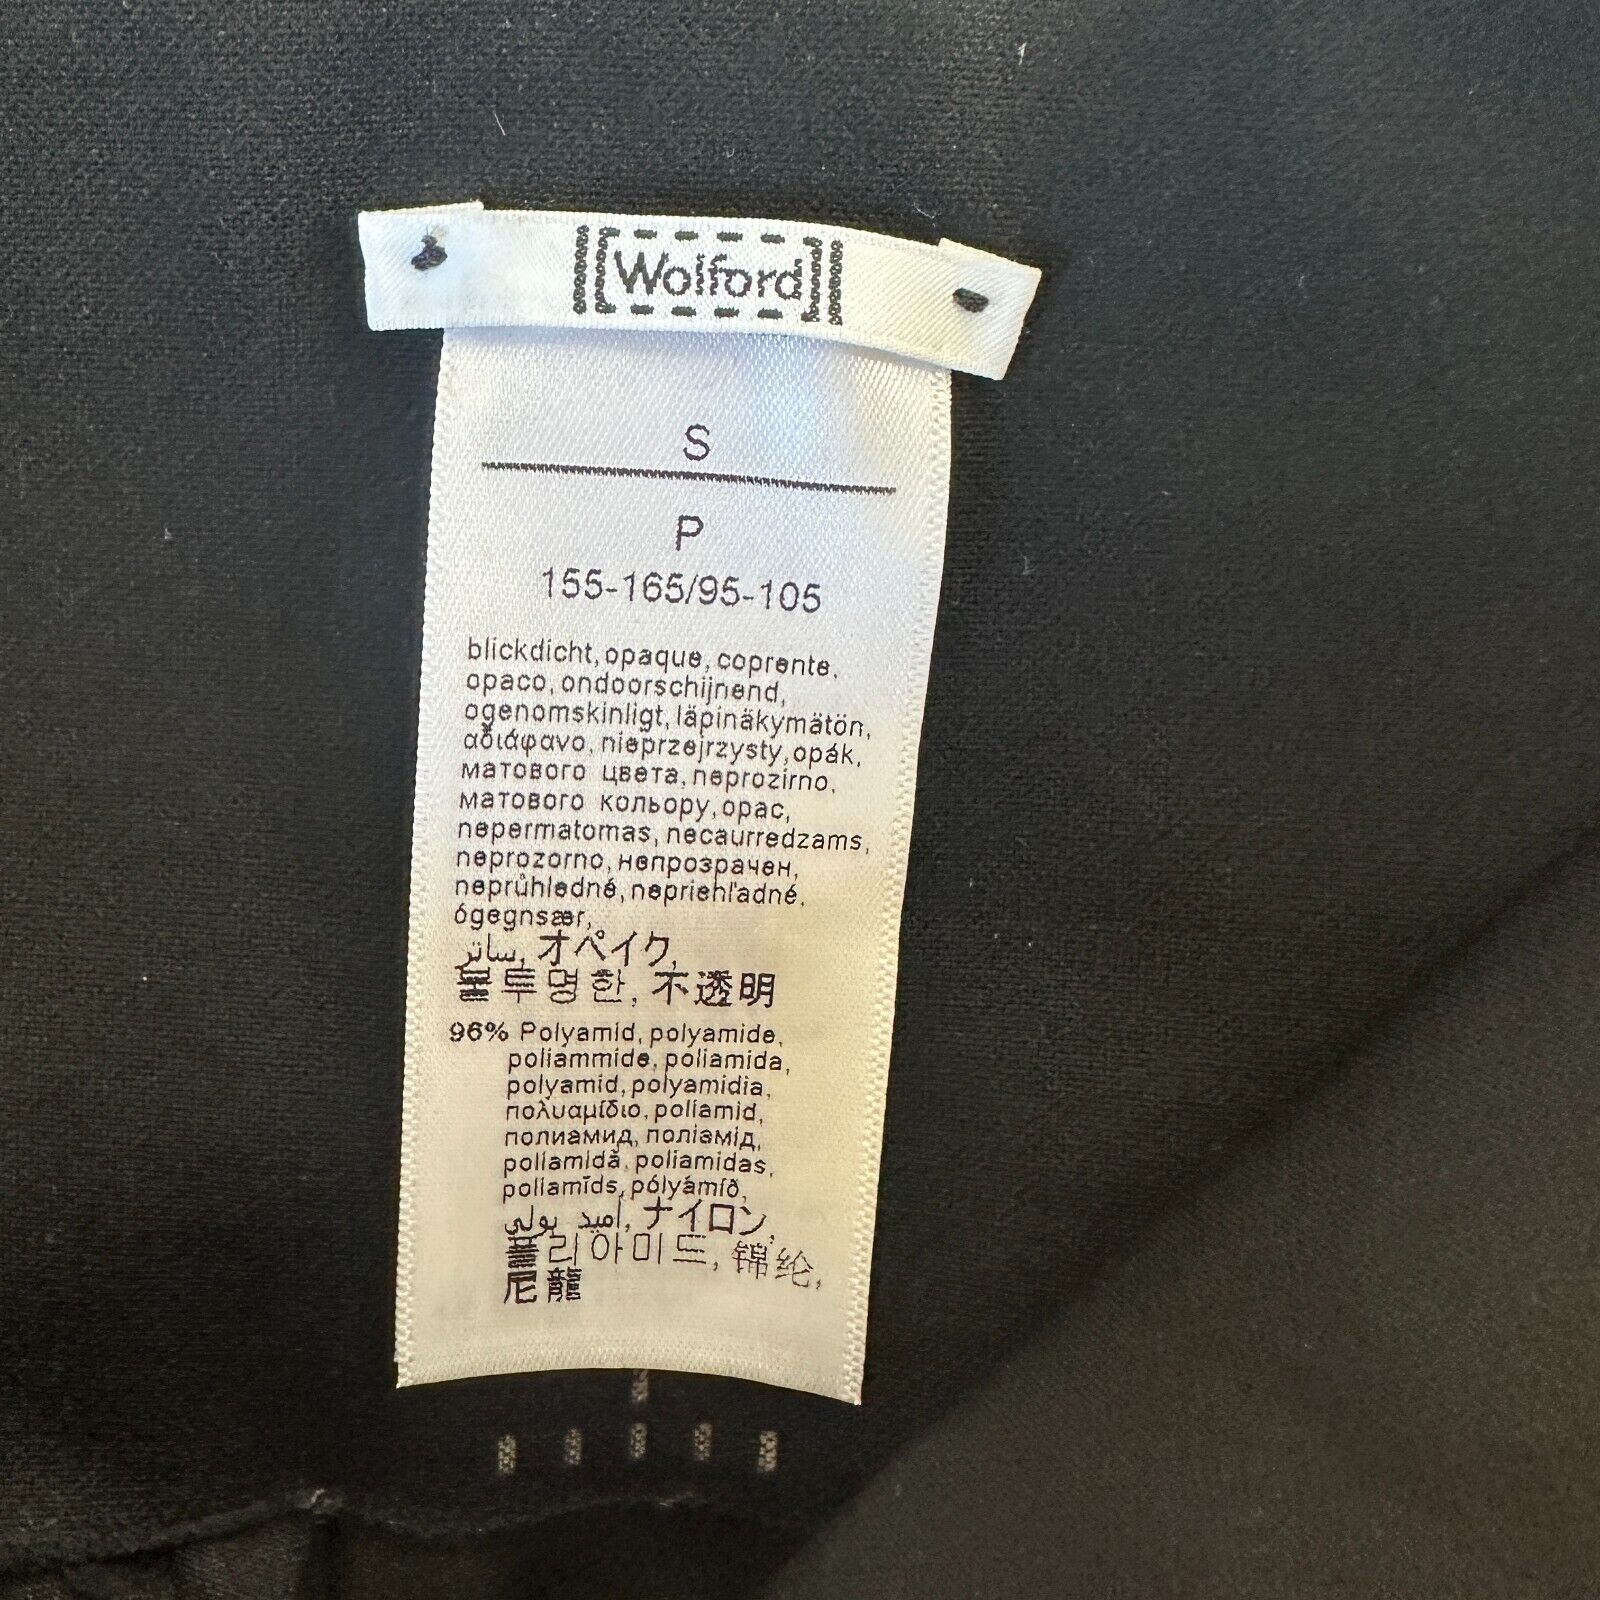 Wolford
S
P
155-165/95-105
blickdicht, opaque, coprente,
opaco, ondoorschijnend,
ogenomskinligt, läpinäkymätön,
αδιάφανο, nieprzejrzysty, opák,
матового цвета, neprozirno,
матового кольору, opac,
nepermatomas, necaurredzams,
neprozorno, непрозрачен,
neprůhledné, nepriehľadné,
ógegnsær,
ساتر, オペイク,
불투명한, 不透明
96% Polyamid, polyamide,
poliammide, poliamida,
polyamid, polyamidia,
πολυαμίδιο, poliamid,
полиамид, поліамід,
poliamidă, poliamidas,
poliamīds, pólýamíð,
اميد بولي, ナイロン,
폴리아미드, 锦纶,
尼龍